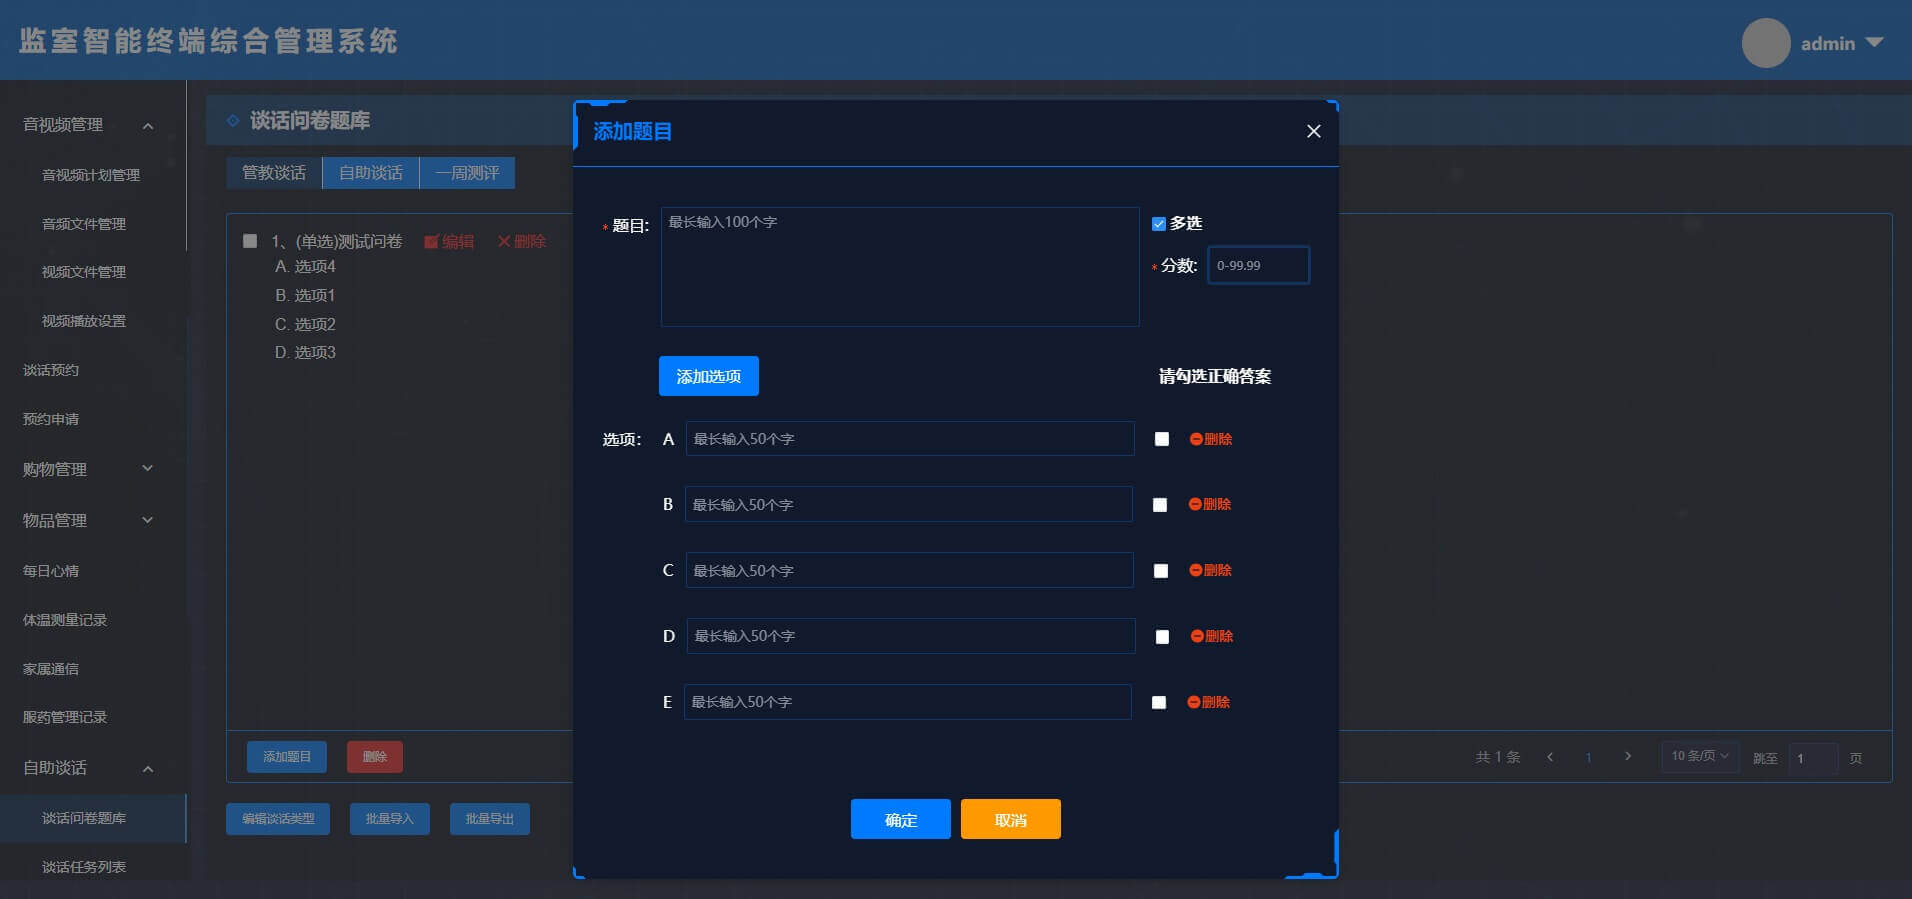 监室智能终端综合管理系统
admin
音视频管理
音视频计划管理
音频文件管理
视频文件管理
视频播放设置
谈话预约
预约申请
购物管理
物品管理
每日心情
体温测量记录
家属通信
服药管理记录
自助谈话
谈话问卷题库
谈话任务列表
谈话问卷题库
管教谈话 自助谈话 一周测评
1、(单选)测试问卷 编辑 删除
A. 选项4
B. 选项1
C. 选项2
D. 选项3
添加题目 删除
共 1 条 1 10 条/页 跳至 1 页
编辑谈话类型 批量导入 批量导出
添加题目
* 题目: 最长输入100个字 多选
* 分数: 0-99.99
添加选项 请勾选正确答案
选项: A 最长输入50个字 删除
B 最长输入50个字 删除
C 最长输入50个字 删除
D 最长输入50个字 删除
E 最长输入50个字 删除
确定 取消